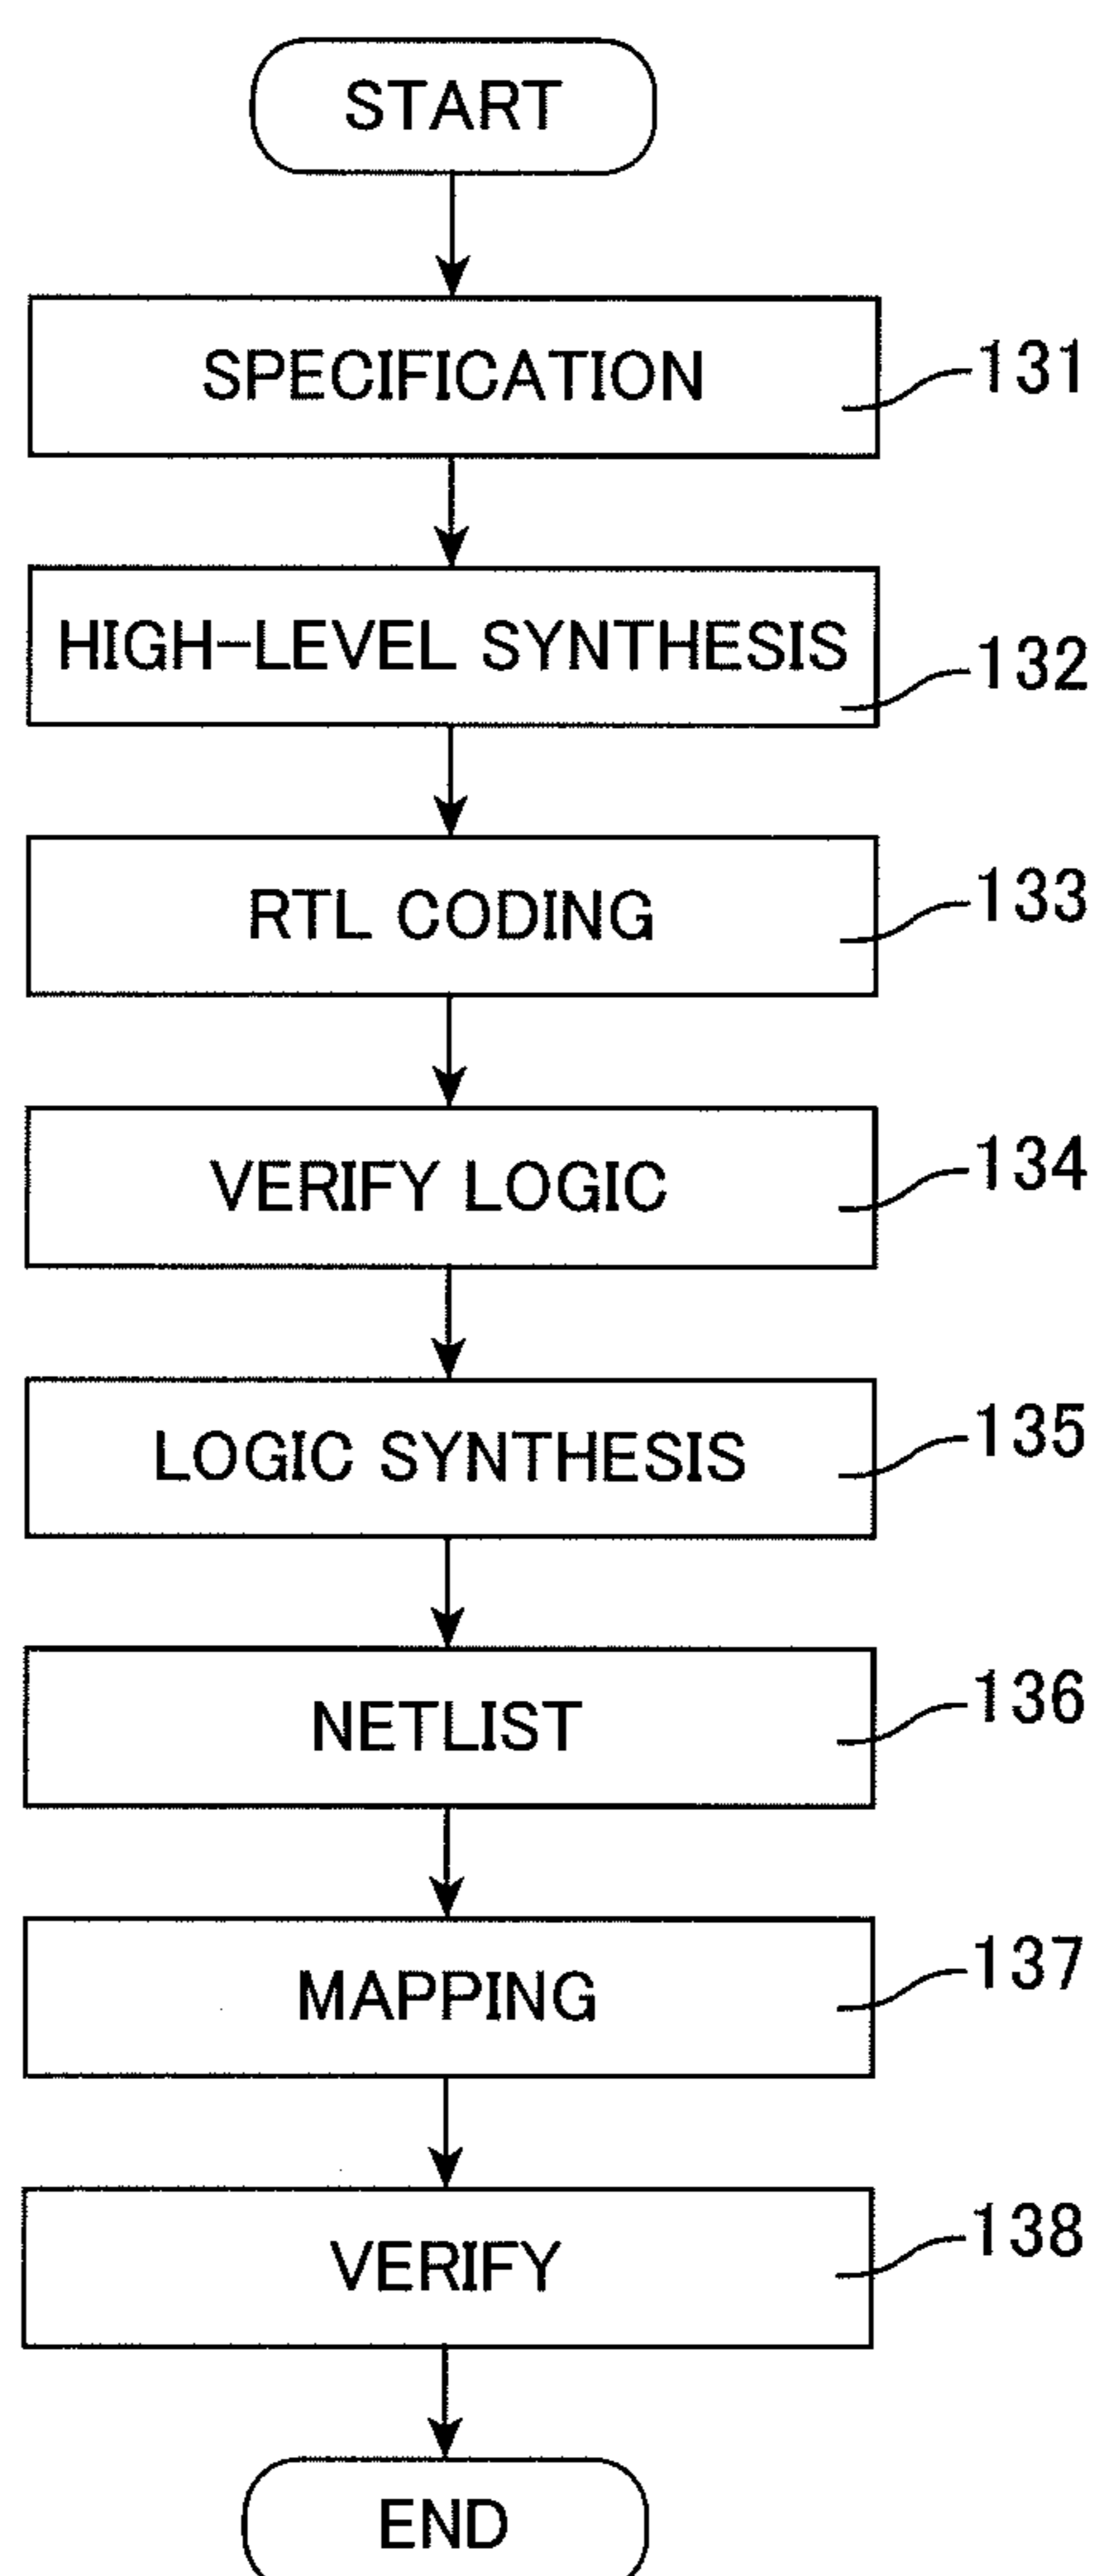 START
SPECIFICATION
131
HIGH-LEVEL SYNTHESIS
132
RTL CODING
133
VERIFY LOGIC
134
LOGIC SYNTHESIS
135
NETLIST
136
MAPPING
137
VERIFY
138
END